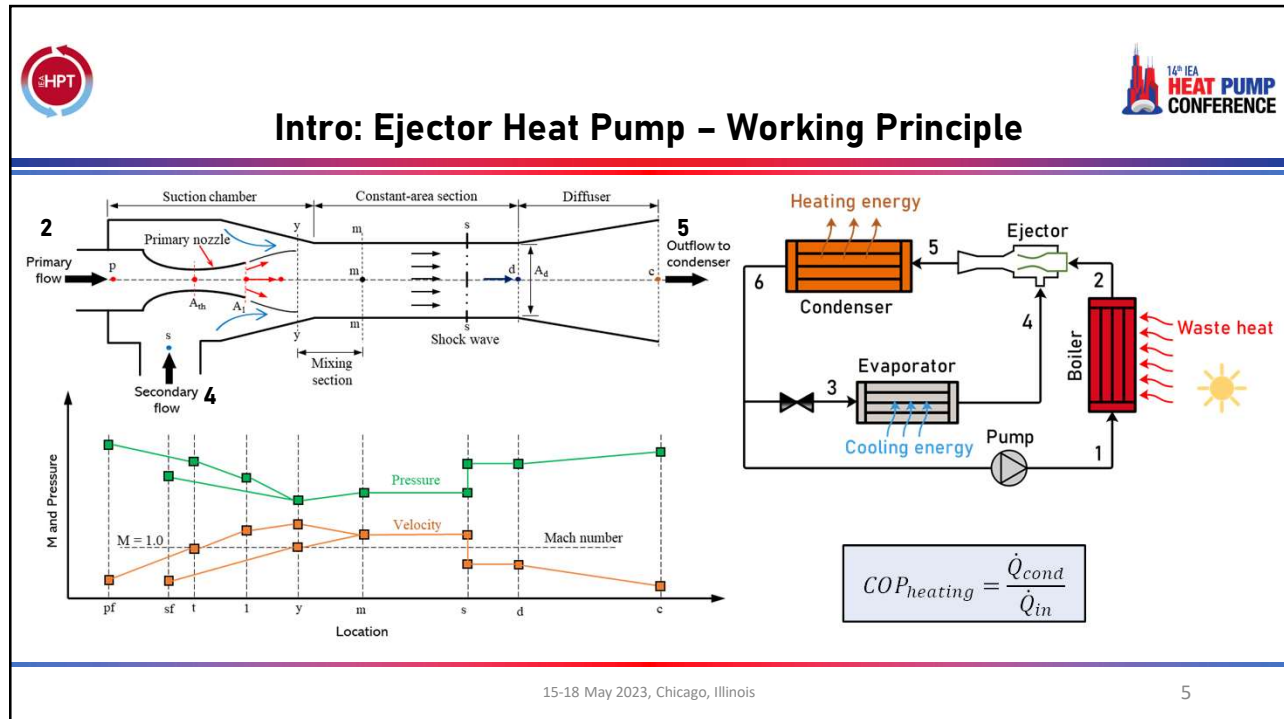 IEA HPT
14th IEA
HEAT PUMP
CONFERENCE
Intro: Ejector Heat Pump – Working Principle
Suction chamber
Constant-area section
Diffuser
2
5
Primary nozzle
y
m
s
Primary
flow
p
A_th
A_1
m
d
A_d
c
Outflow to
condenser
s
y
m
s
Shock wave
Mixing
section
Secondary
flow
4
M and Pressure
Pressure
Velocity
M = 1.0
Mach number
pf
sf
t
1
y
m
s
d
c
Location
Heating energy
Ejector
5
6
2
Condenser
4
Waste heat
Boiler
Evaporator
3
Cooling energy
Pump
1
COP_heating = Q̇_cond / Q̇_in
15-18 May 2023, Chicago, Illinois
5